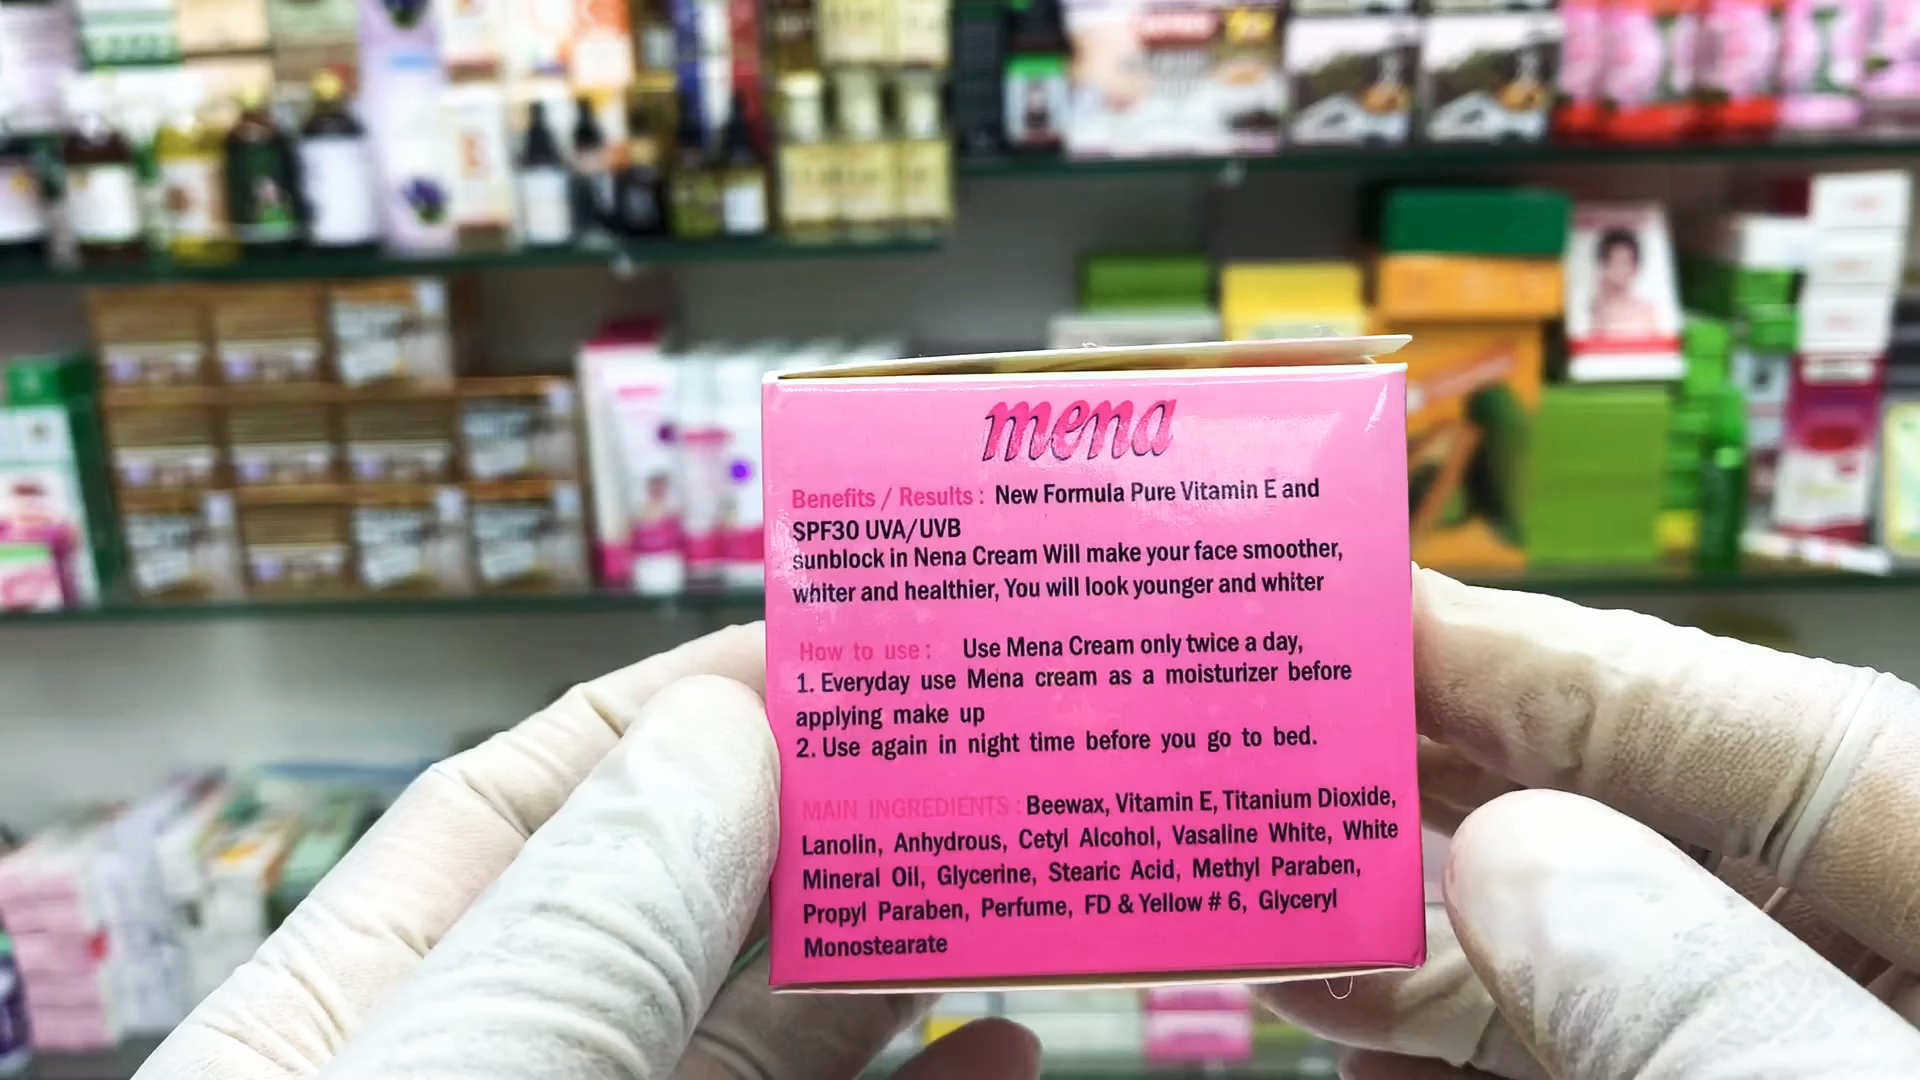 mena
Benefits / Results : New Formula Pure Vitamin E and
SPF30 UVA/UVB
sunblock in Nena Cream Will make your face smoother,
whiter and healthier, You will look younger and whiter
How to use : Use Mena Cream only twice a day,
1. Everyday use Mena cream as a moisturizer before
applying make up
2. Use again in night time before you go to bed.
MAIN INGREDIENTS : Beewax, Vitamin E, Titanium Dioxide,
Lanolin, Anhydrous, Cetyl Alcohol, Vasaline White, White
Mineral Oil, Glycerine, Stearic Acid, Methyl Paraben,
Propyl Paraben, Perfume, FD & Yellow # 6, Glyceryl
Monostearate